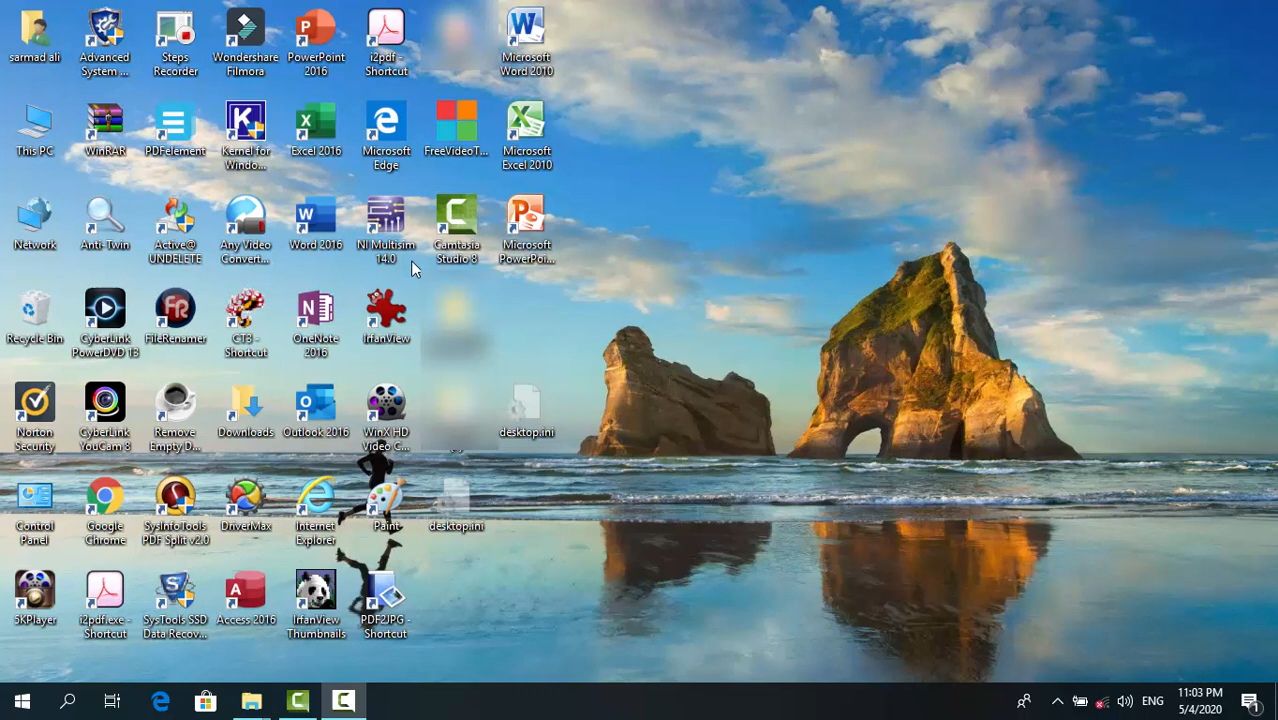 sarmad ali
Advanced
System ...
Steps
Recorder
Wondershare
Filmora
PowerPoint
2016
i2pdf -
Shortcut
Microsoft
Word 2010
This PC
WinRAR
PDFelement
Kernel for
Windo...
Excel 2016
Microsoft
Edge
FreeVideoT...
Microsoft
Excel 2010
Network
Anti-Twin
Active@
UNDELETE
Any Video
Convert...
Word 2016
NI Multisim
14.0
Camtasia
Studio 8
Microsoft
PowerPoi...
Recycle Bin
CyberLink
PowerDVD 13
FileRenamer
CT3 -
Shortcut
OneNote
2016
IrfanView
Norton
Security
CyberLink
YouCam 8
Remove
Empty D...
Downloads
Outlook 2016
WinX HD
Video C...
desktop.ini
Control
Panel
Google
Chrome
SysInfoTools
PDF Split v2.0
DriverMax
Internet
Explorer
Paint
desktop.ini
5KPlayer
i2pdf.exe -
Shortcut
SysTools SSD
Data Recov...
Access 2016
IrfanView
Thumbnails
PDF2JPG -
Shortcut
ENG
11:03 PM
5/4/2020
1